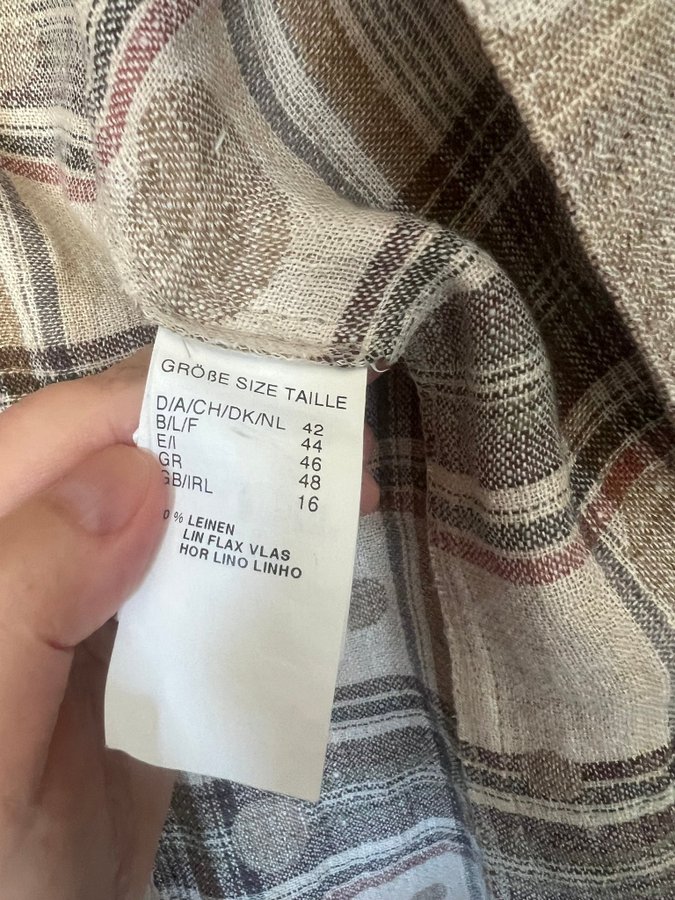 GRÖßE SIZE TAILLE
D/A/CH/DK/NL 42
B/L/F 44
E/I 46
GR 48
GB/IRL 16
% LEINEN
LIN FLAX VLAS
HOR LINO LINHO